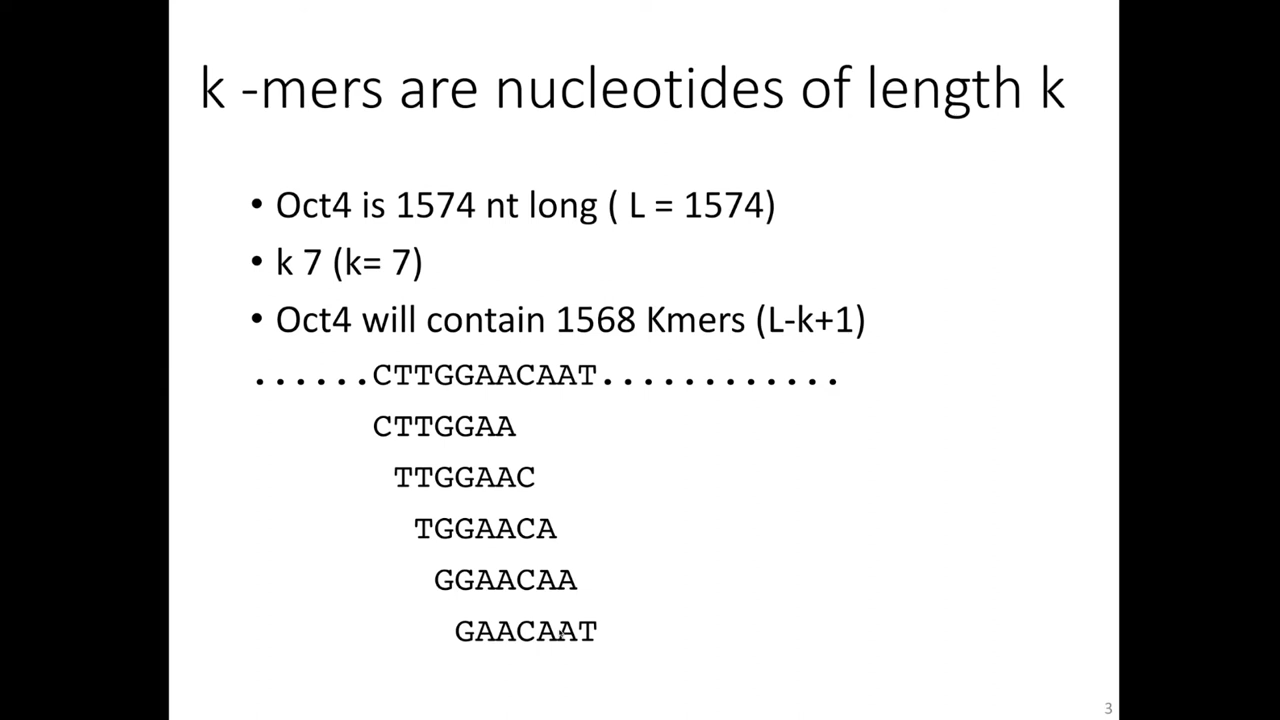 k -mers are nucleotides of length k
• Oct4 is 1574 nt long ( L = 1574)
• k 7 (k= 7)
• Oct4 will contain 1568 Kmers (L-k+1)
......CTTGGAACAAT............
CTTGGAA
TTGGAAC
TGGAACA
GGAACAA
GAACAAT
3